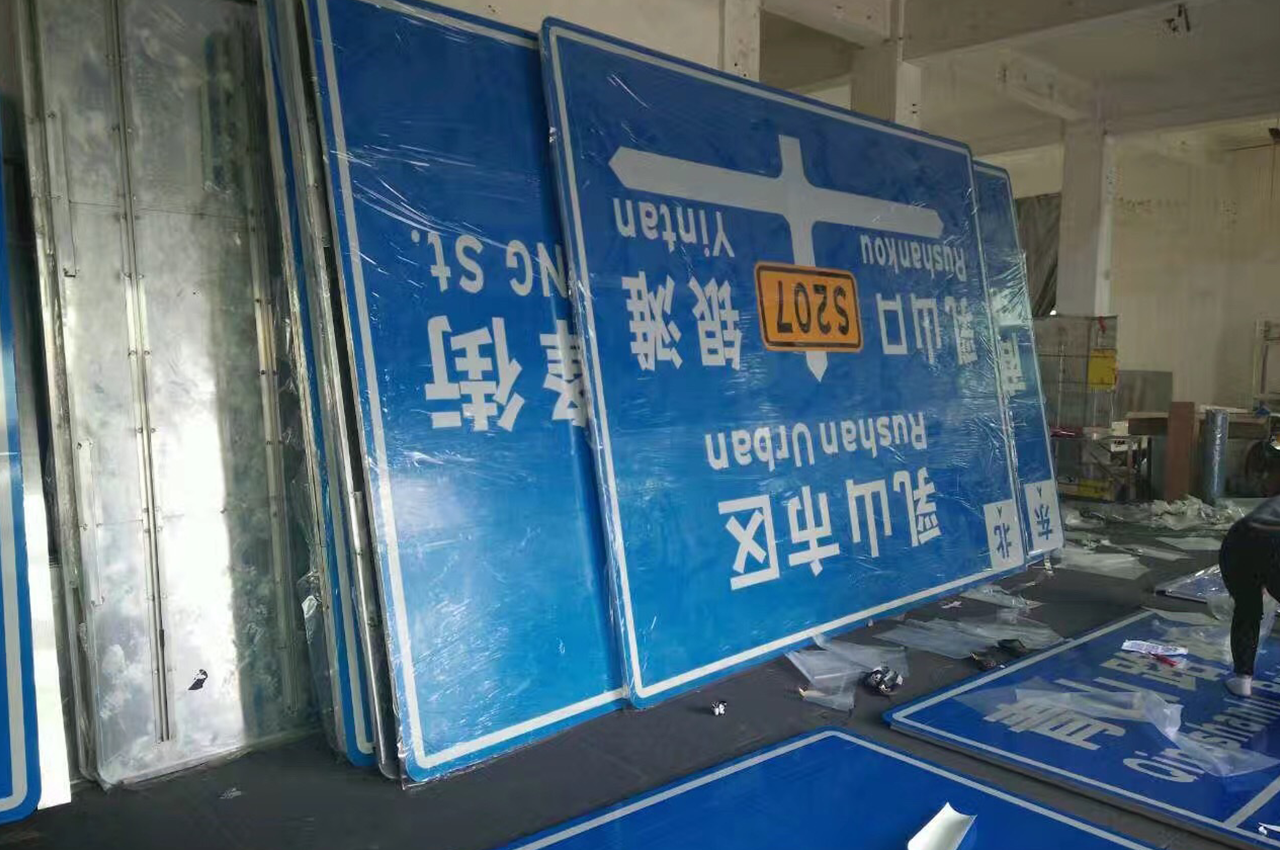 北
乳山市区
Rushan Urban
乳山口 S207 银滩
Rushankou Yintan
东
街
NG St.